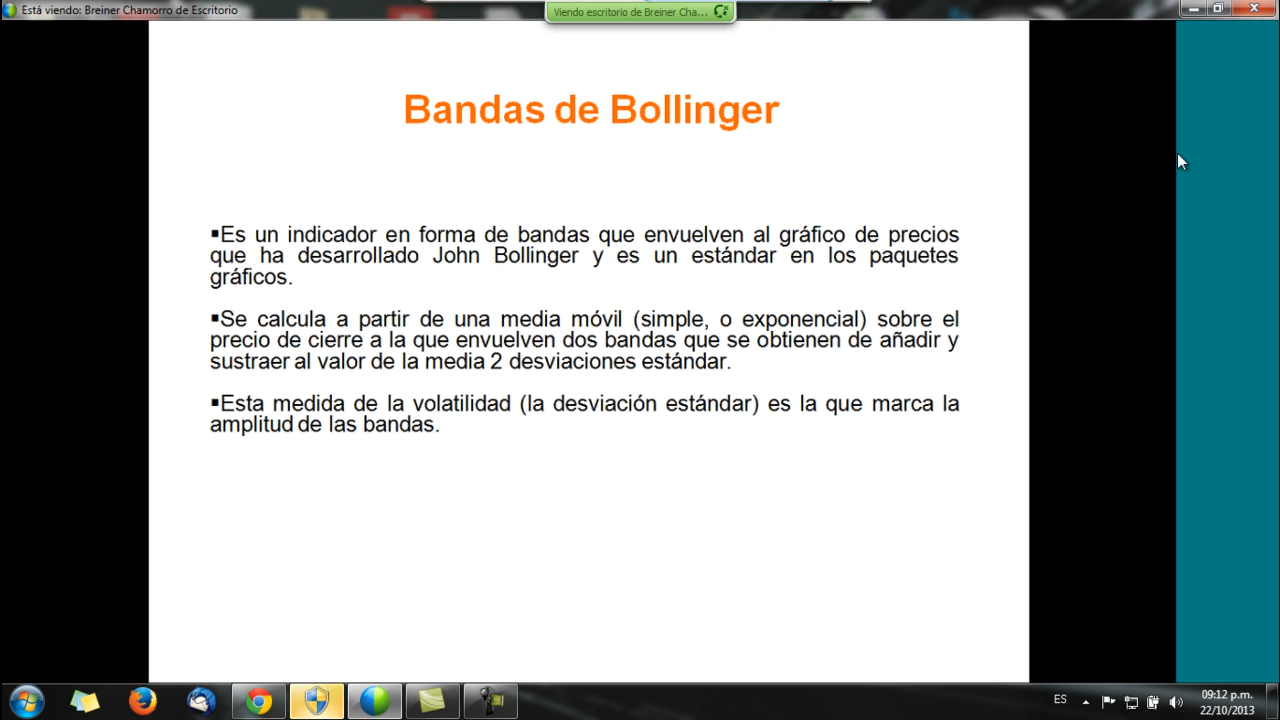 Está viendo: Breiner Chamorro de Escritorio
Viendo escritorio de Breiner Cha...
Bandas de Bollinger
▪Es un indicador en forma de bandas que envuelven al gráfico de precios
que ha desarrollado John Bollinger y es un estándar en los paquetes
gráficos.
▪Se calcula a partir de una media móvil (simple, o exponencial) sobre el
precio de cierre a la que envuelven dos bandas que se obtienen de añadir y
sustraer al valor de la media 2 desviaciones estándar.
▪Esta medida de la volatilidad (la desviación estándar) es la que marca la
amplitud de las bandas.
ES
09:12 p.m.
22/10/2013